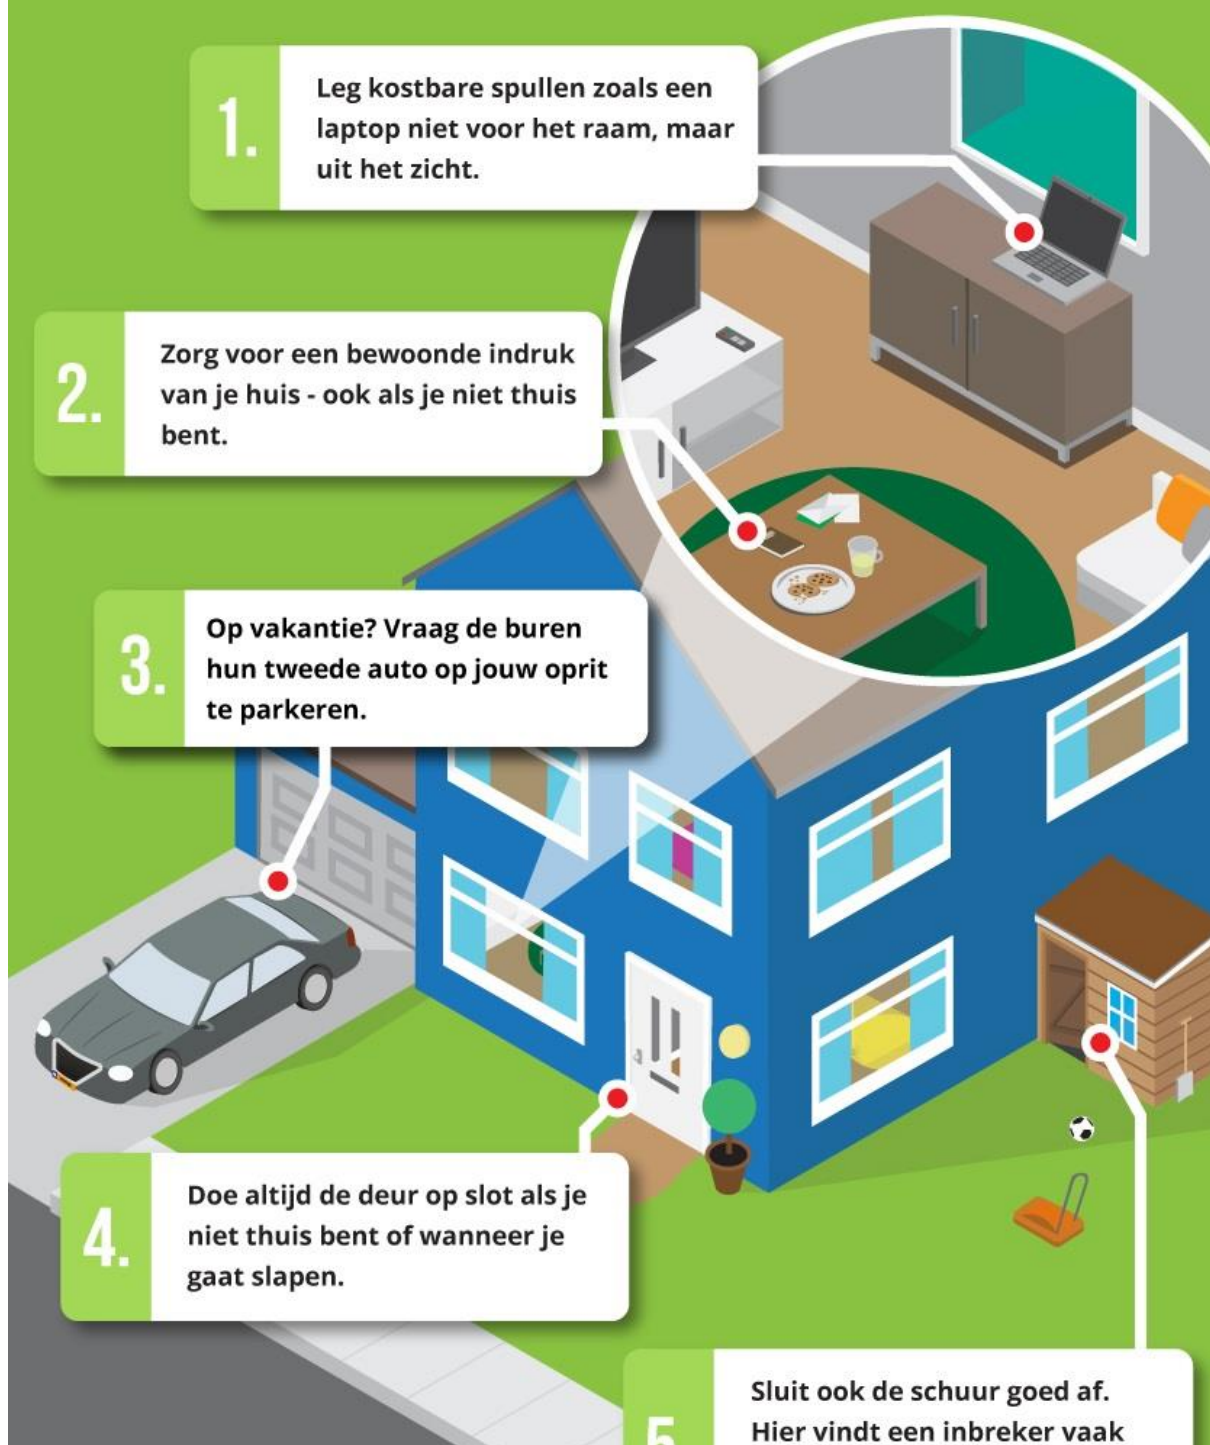 1.
Leg kostbare spullen zoals een
laptop niet voor het raam, maar
uit het zicht.
2.
Zorg voor een bewoonde indruk
van je huis - ook als je niet thuis
bent.
3.
Op vakantie? Vraag de buren
hun tweede auto op jouw oprit
te parkeren.
4.
Doe altijd de deur op slot als je
niet thuis bent of wanneer je
gaat slapen.
5.
Sluit ook de schuur goed af.
Hier vindt een inbreker vaak